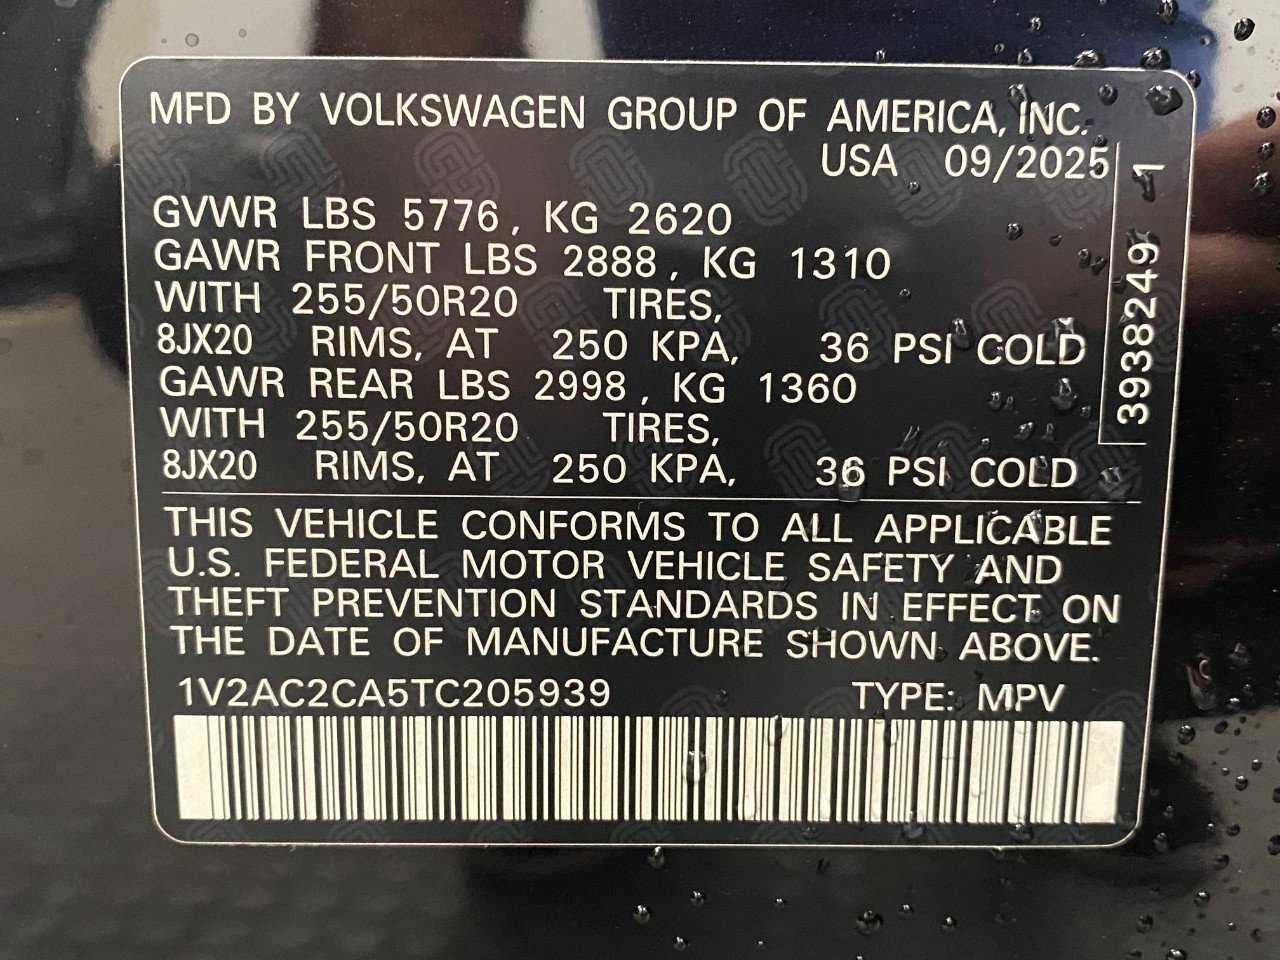 MFD BY VOLKSWAGEN GROUP OF AMERICA, INC.
USA 09/2025
GVWR LBS 5776, KG 2620
GAWR FRONT LBS 2888, KG 1310
WITH 255/50R20 TIRES,
8JX20 RIMS, AT 250 KPA, 36 PSI COLD
GAWR REAR LBS 2998, KG 1360
WITH 255/50R20 TIRES,
8JX20 RIMS, AT 250 KPA, 36 PSI COLD
3938249 1
THIS VEHICLE CONFORMS TO ALL APPLICABLE
U.S. FEDERAL MOTOR VEHICLE SAFETY AND
THEFT PREVENTION STANDARDS IN EFFECT ON
THE DATE OF MANUFACTURE SHOWN ABOVE.
1V2AC2CA5TC205939 TYPE: MPV